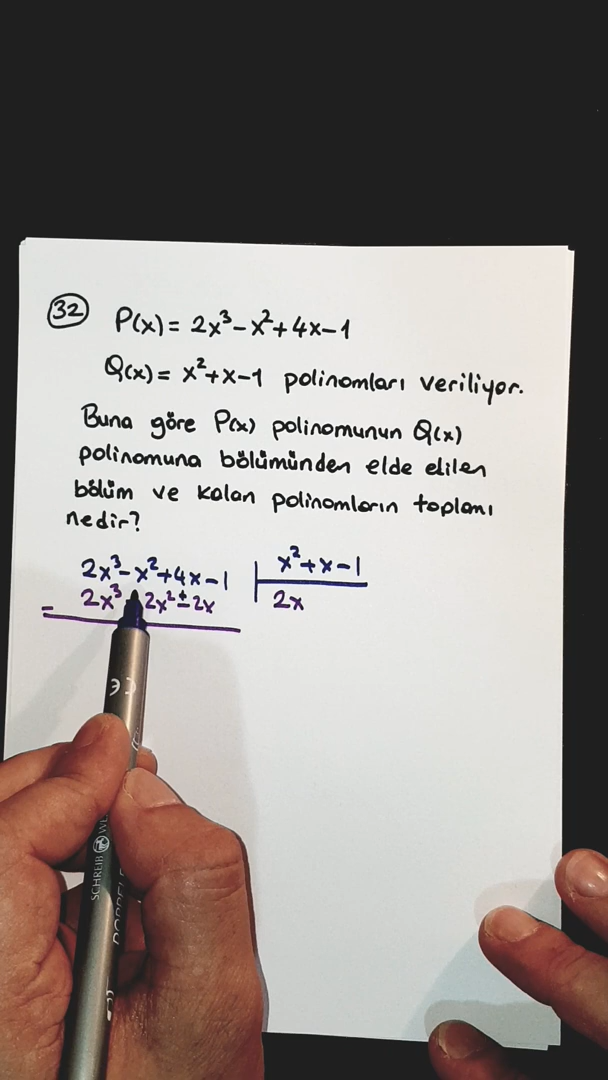 32 P(x) = 2x³-x²+4x-1
Q(x) = x²+x-1 polinomları veriliyor.
Buna göre P(x) polinomunun Q(x)
polinomuna bölümünden elde edilen
bölüm ve kalan polinomların toplamı
nedir?
2x³-x²+4x-1 x²+x-1
2x³ 2x²±2x 2x
-
SCHREIB